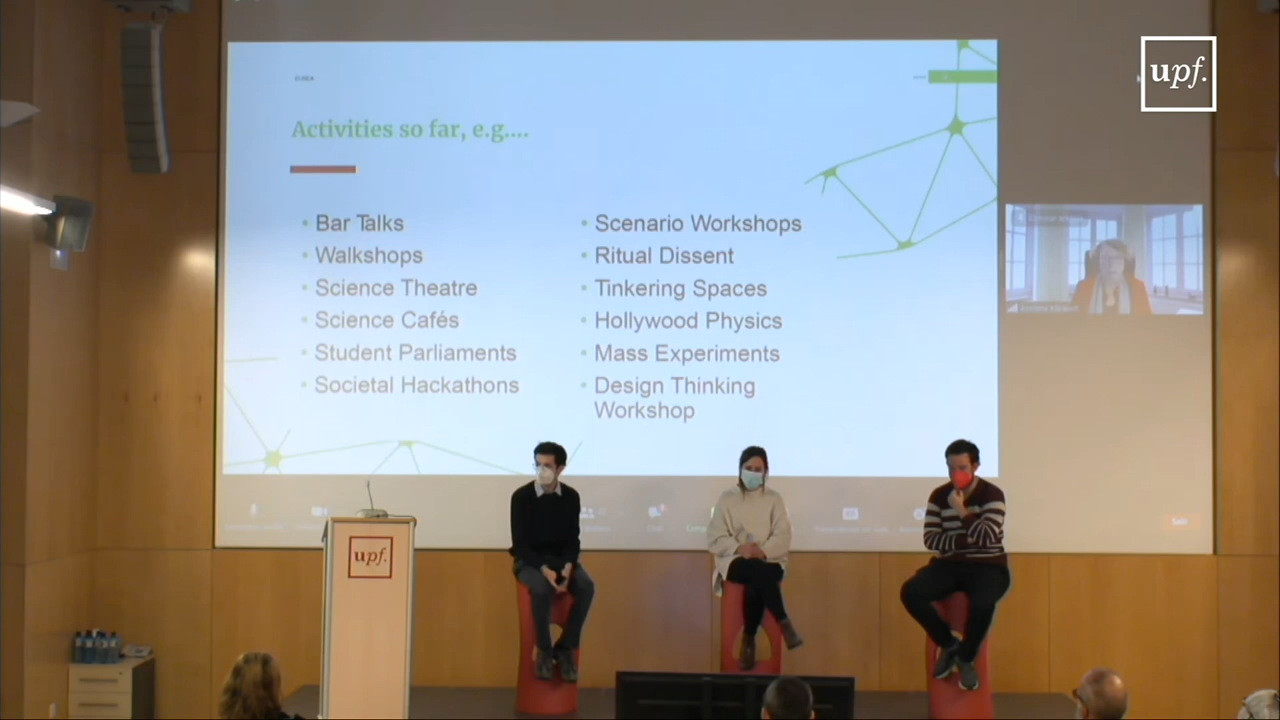 upf.
Activities so far, e.g....
• Bar Talks
• Walkshops
• Science Theatre
• Science Cafés
• Student Parliaments
• Societal Hackathons
• Scenario Workshops
• Ritual Dissent
• Tinkering Spaces
• Hollywood Physics
• Mass Experiments
• Design Thinking
Workshop
upf.